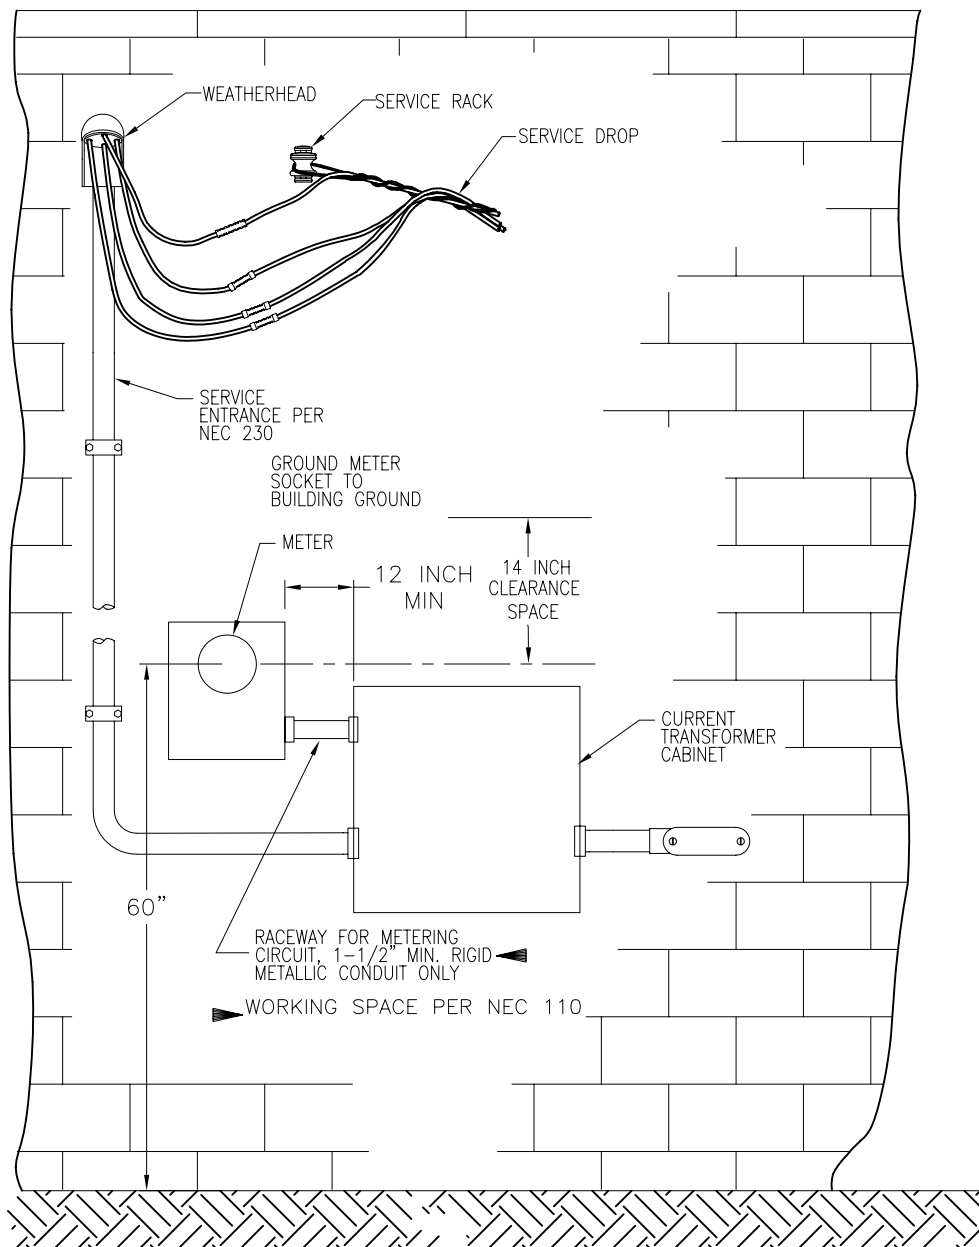 WEATHERHEAD
SERVICE RACK
SERVICE DROP
SERVICE
ENTRANCE PER
NEC 230
GROUND METER
SOCKET TO
BUILDING GROUND
METER
12 INCH
MIN
14 INCH
CLEARANCE
SPACE
CURRENT
TRANSFORMER
CABINET
60”
RACEWAY FOR METERING
CIRCUIT, 1-1/2” MIN. RIGID
METALLIC CONDUIT ONLY
WORKING SPACE PER NEC 110